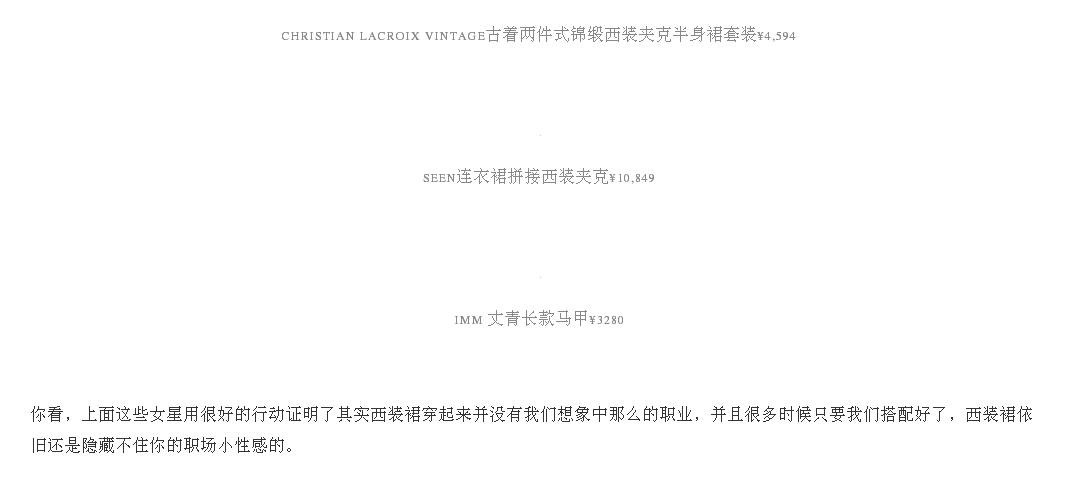 CHRISTIAN LACROIX VINTAGE古着两件式锦缎西装夹克半身裙套装¥4,594
SEEN连衣裙拼接西装夹克¥10,849
IMM 丈青长款马甲¥3280
你看，上面这些女星用很好的行动证明了其实西装裙穿起来并没有我们想象中那么的职业，并且很多时候只要我们搭配好了，西装裙依
旧还是隐藏不住你的职场小性感的。